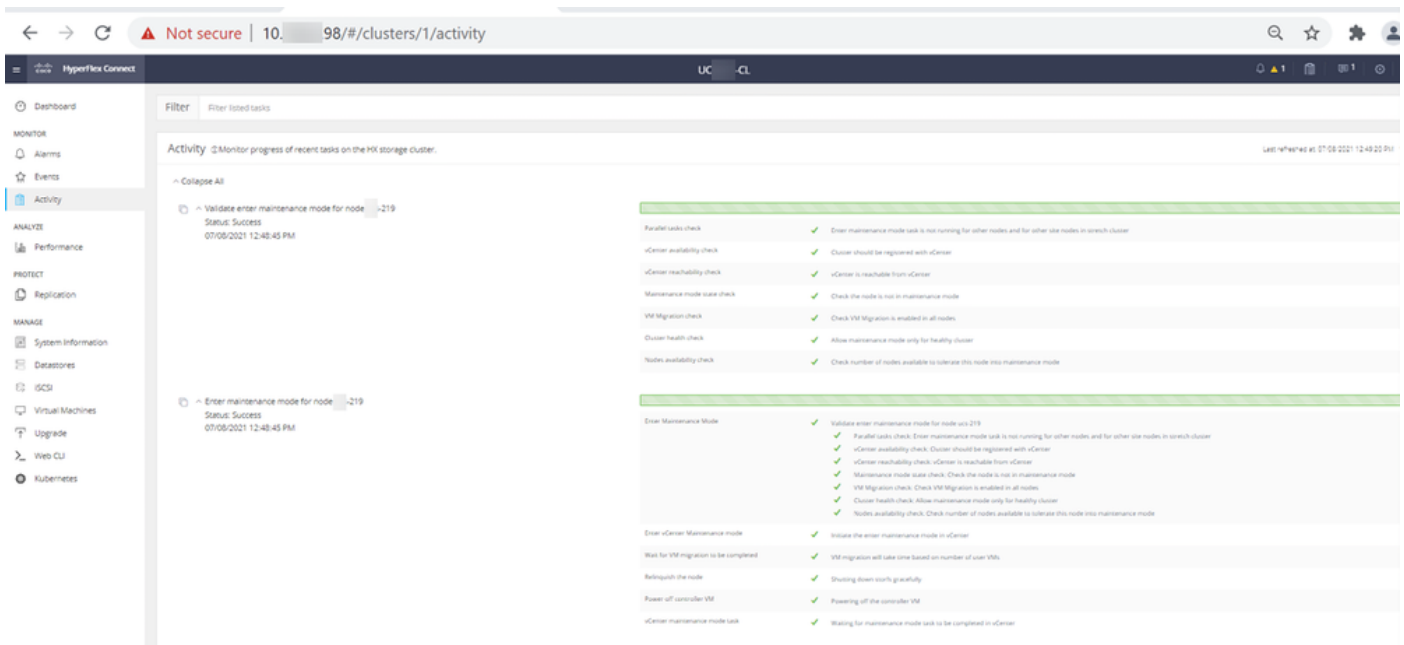 Not secure | 10. 98/#/clusters/1/activity
cisco HyperFlex Connect
UC -CL
1
1
Dashboard
MONITOR
Alarms
Events
Activity
ANALYZE
Performance
PROTECT
Replication
MANAGE
System Information
Datastores
iSCSI
Virtual Machines
Upgrade
Web CLI
Kubernetes
Filter Filter listed tasks
Activity Monitor progress of recent tasks on the HX storage cluster.
Last refreshed at: 07/08/2021 12:49:20 PM
Collapse All
Validate enter maintenance mode for node -219
Status: Success
07/08/2021 12:48:45 PM
Parallel tasks check Enter maintenance mode task is not running for other nodes and for other site nodes in stretch cluster
vCenter availability check Cluster should be registered with vCenter
vCenter reachability check vCenter is reachable from vCenter
Maintenance mode state check Check the node is not in maintenance mode
VM Migration check Check VM Migration is enabled in all nodes
Cluster health check Allow maintenance mode only for healthy cluster
Nodes availability check Check number of nodes available to tolerate this node into maintenance mode
Enter maintenance mode for node -219
Status: Success
07/08/2021 12:48:45 PM
Enter Maintenance Mode Validate enter maintenance mode for node ucs-219
Parallel tasks check: Enter maintenance mode task is not running for other nodes and for other site nodes in stretch cluster
vCenter availability check: Cluster should be registered with vCenter
vCenter reachability check: vCenter is reachable from vCenter
Maintenance mode state check: Check the node is not in maintenance mode
VM Migration check: Check VM Migration is enabled in all nodes
Cluster health check: Allow maintenance mode only for healthy cluster
Nodes availability check: Check number of nodes available to tolerate this node into maintenance mode
Enter vCenter Maintenance mode Initiate the enter maintenance mode in vCenter
Wait for VM migration to be completed VM migration will take time based on number of user VMs
Relinquish the node Shutting down storfs gracefully
Power off controller VM Powering off the controller VM
vCenter maintenance mode task Waiting for maintenance mode task to be completed in vCenter